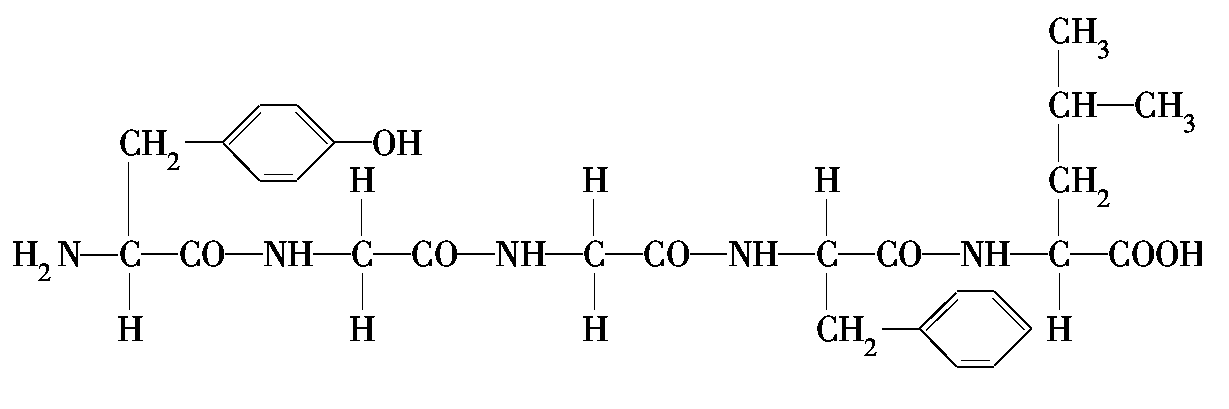 CH3
CH—CH3
CH2 OH
H H H CH2
H2N—C—CO—NH—C—CO—NH—C—CO—NH—C—CO—NH—C—COOH
H H H CH2 H